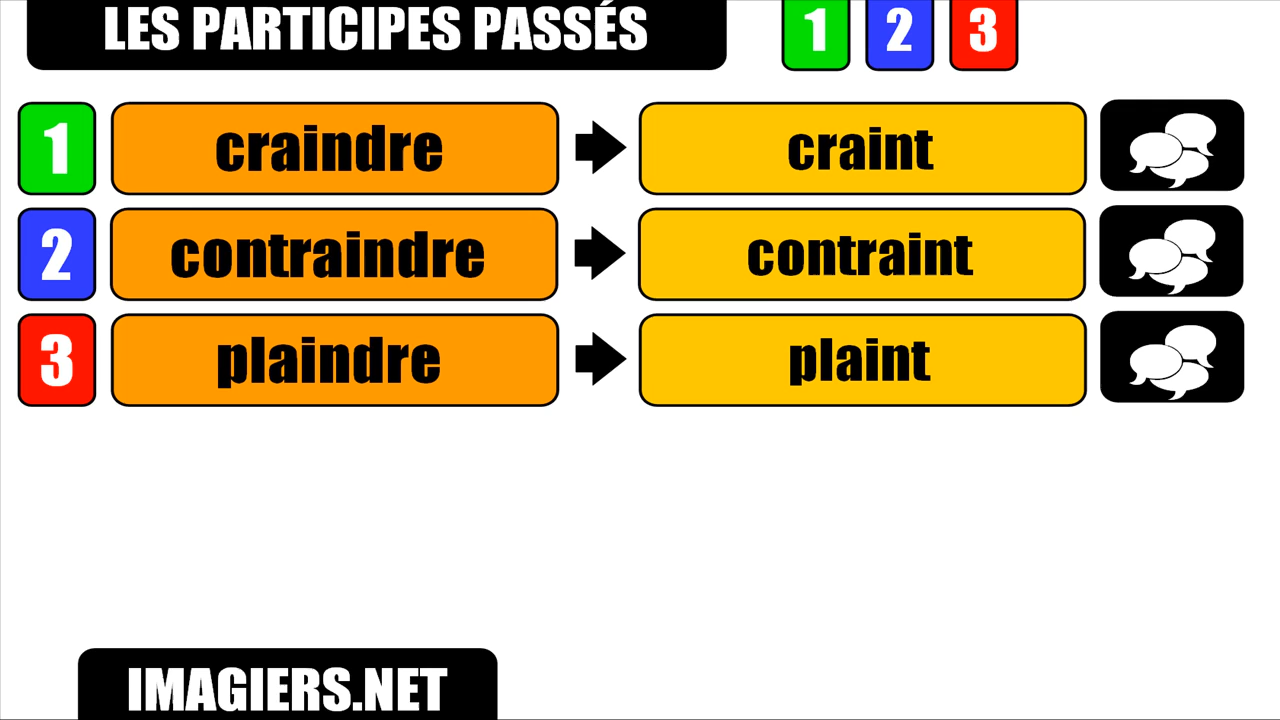 LES PARTICIPES PASSÉS 1 2 3
1 craindre craint
2 contraindre contraint
3 plaindre plaint
IMAGIERS.NET